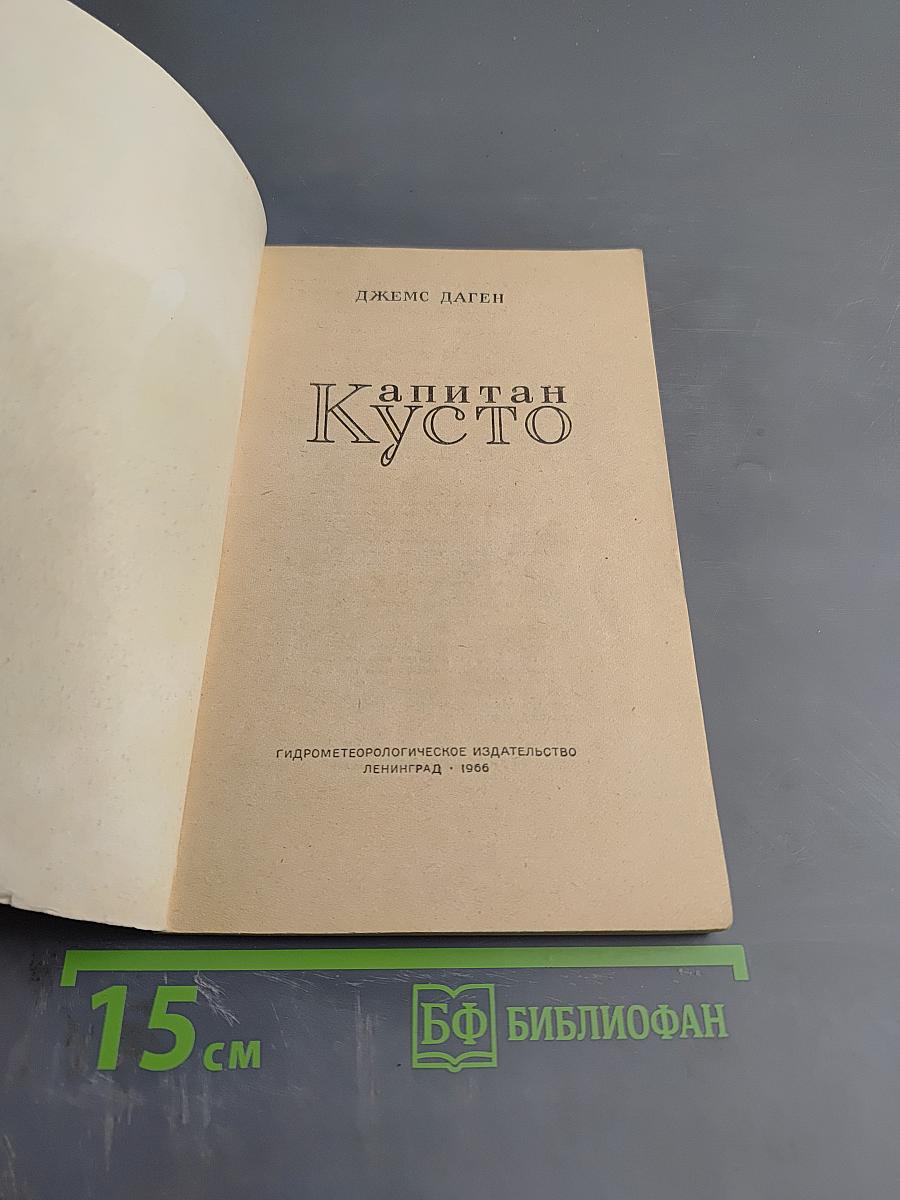 ДЖЕМС ДАГЕН
Капитан
Кусто
ГИДРОМЕТЕОРОЛОГИЧЕСКОЕ ИЗДАТЕЛЬСТВО
ЛЕНИНГРАД · 1966
15 см
БФ БИБЛИОФАН